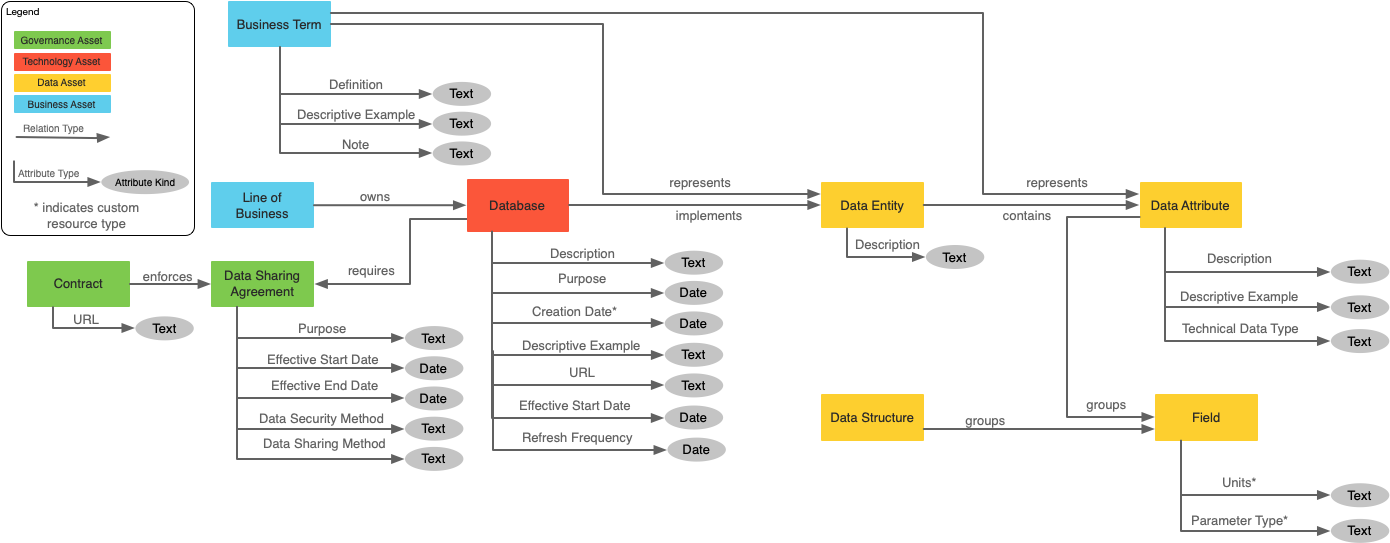 Legend
Governance Asset
Technology Asset
Data Asset
Business Asset
Relation Type
Attribute Type
Attribute Kind
* indicates custom
resource type
Business Term
Definition
Text
Descriptive Example
Text
Note
Text
Line of
Business
owns
Database
represents
implements
Data Entity
represents
contains
Data Attribute
Description
Text
Contract
enforces
Data Sharing
Agreement
requires
URL
Text
Purpose
Text
Effective Start Date
Date
Effective End Date
Date
Data Security Method
Text
Data Sharing Method
Text
Description
Text
Purpose
Date
Creation Date*
Date
Descriptive Example
Text
URL
Text
Effective Start Date
Date
Refresh Frequency
Date
Description
Text
Descriptive Example
Text
Technical Data Type
Text
Data Structure
groups
groups
Field
Units*
Text
Parameter Type*
Text